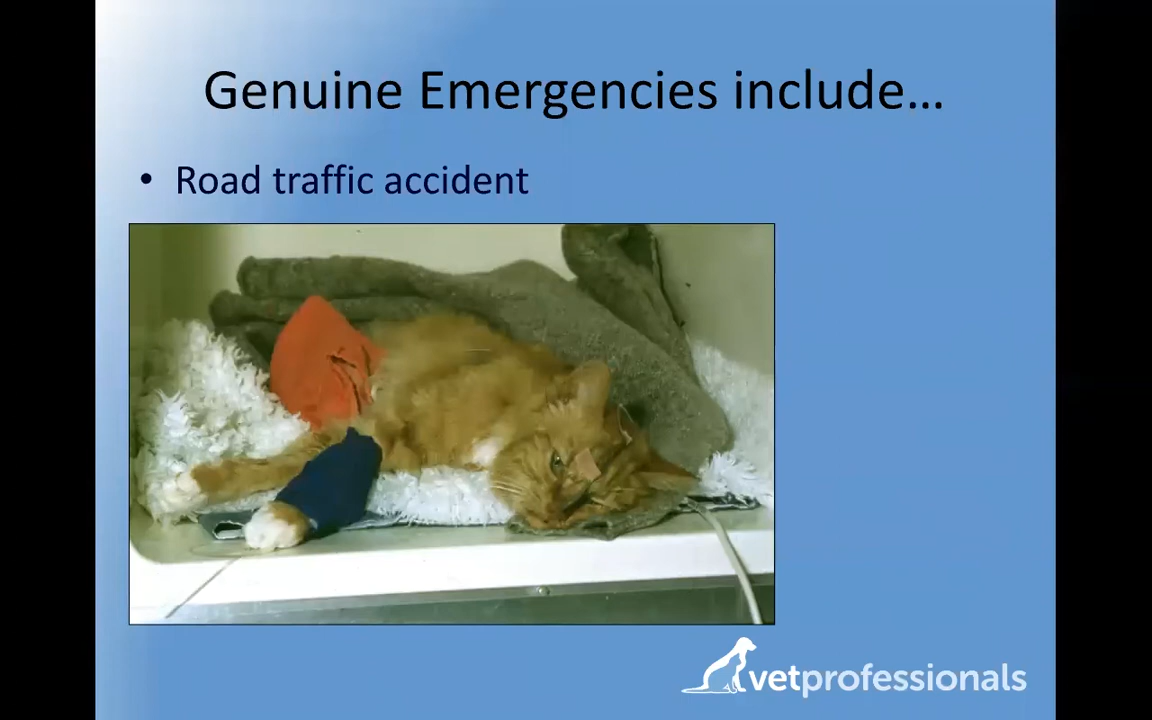 Genuine Emergencies include…
• Road traffic accident
vetprofessionals